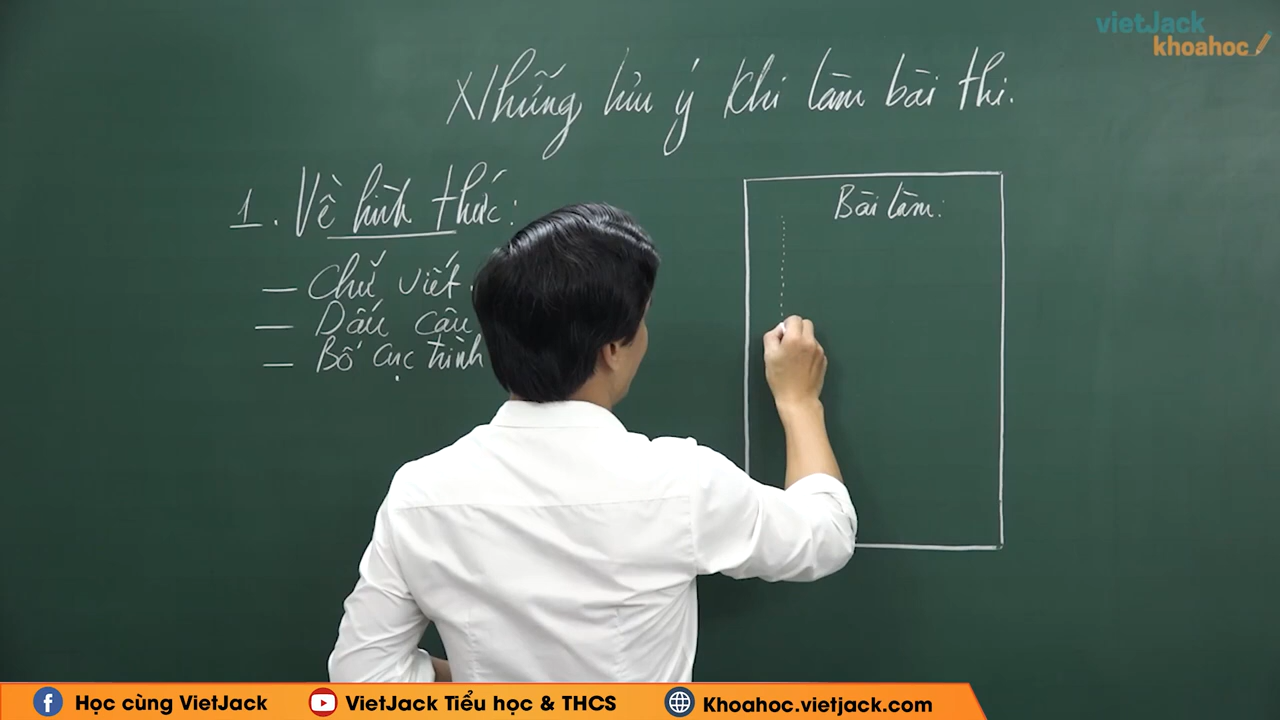 vietJack
khoahoc
Những lưu ý khi làm bài thi.
1. Về hình thức:
– Chữ viết
– Dấu câu
– Bố cục hình
Bài làm:
Học cùng VietJack
VietJack Tiểu học & THCS
Khoahoc.vietjack.com